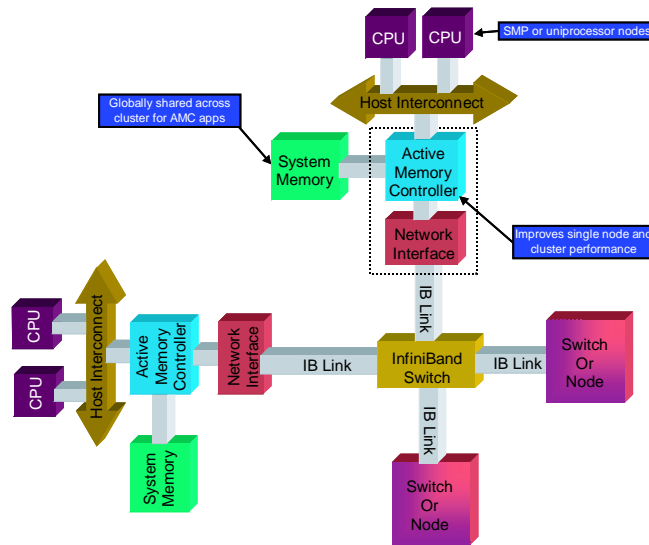 CPU
CPU
SMP or uniprocessor nodes
Host Interconnect
Globally shared across
cluster for AMC apps
System
Memory
Active
Memory
Controller
Network
Interface
Improves single node and
cluster performance
IB Link
CPU
CPU
Host Interconnect
Active
Memory
Controller
Network
Interface
IB Link
InfiniBand
Switch
IB Link
Switch
Or
Node
System
Memory
IB Link
Switch
Or
Node